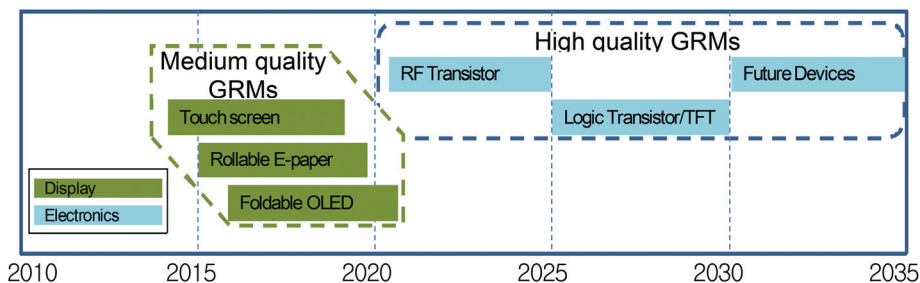 High quality GRMs
Medium quality
GRMs
RF Transistor
Future Devices
Touch screen
Logic Transistor/TFT
Rollable E-paper
Foldable OLED
Display
Electronics
2010 2015 2020 2025 2030 2035